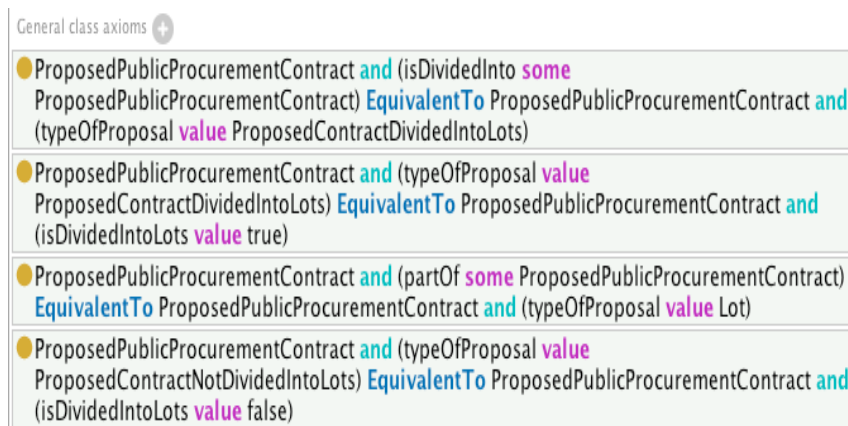 General class axioms
ProposedPublicProcurementContract and (isDividedInto some
ProposedPublicProcurementContract) EquivalentTo ProposedPublicProcurementContract and
(typeOfProposal value ProposedContractDividedIntoLots)
ProposedPublicProcurementContract and (typeOfProposal value
ProposedContractDividedIntoLots) EquivalentTo ProposedPublicProcurementContract and
(isDividedIntoLots value true)
ProposedPublicProcurementContract and (partOf some ProposedPublicProcurementContract)
EquivalentTo ProposedPublicProcurementContract and (typeOfProposal value Lot)
ProposedPublicProcurementContract and (typeOfProposal value
ProposedContractNotDividedIntoLots) EquivalentTo ProposedPublicProcurementContract and
(isDividedIntoLots value false)